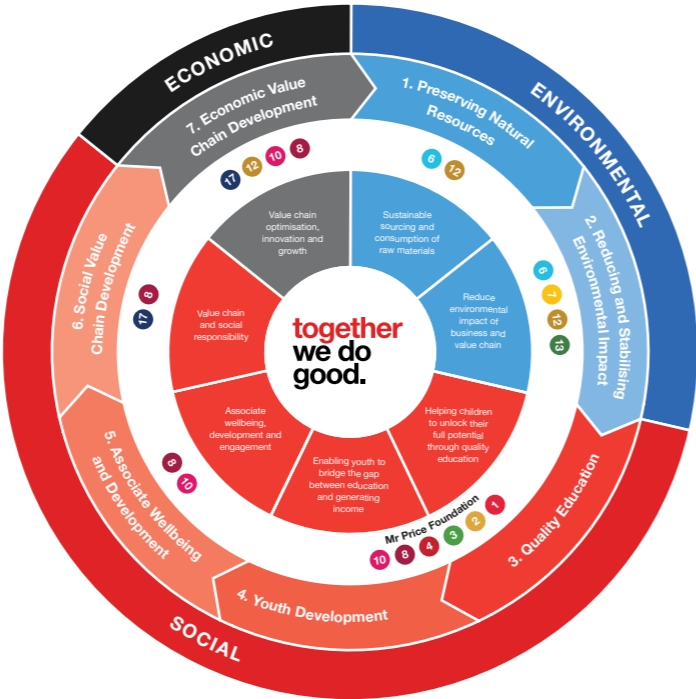 ECONOMIC
ENVIRONMENTAL
SOCIAL
1. Preserving Natural
Resources
2. Reducing and Stabilising
Environmental Impact
3. Quality Education
4. Youth Development
5. Associate Wellbeing
and Development
6. Social Value
Chain Development
7. Economic Value
Chain Development
6
12
6
7
12
13
Mr Price Foundation
1
2
3
4
8
10
10
8
17
8
17
12
10
8
Sustainable
sourcing and
consumption of
raw materials
Reduce
environmental
impact of
business and
value chain
Helping children
to unlock their
full potential
through quality
education
Enabling youth to
bridge the gap
between education
and generating
income
Associate
wellbeing,
development and
engagement
Value chain
and social
responsibility
Value chain
optimisation,
innovation and
growth
together
we do
good.